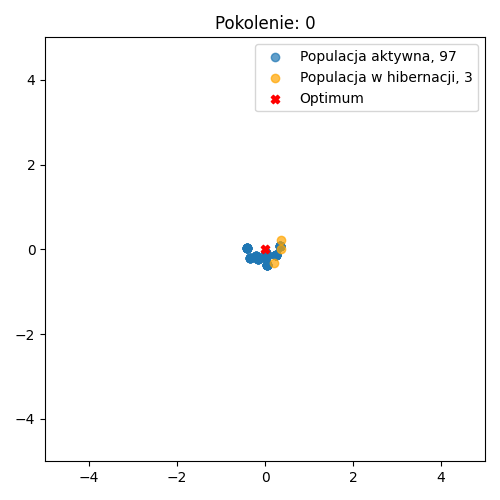 Pokolenie: 0
Populacja aktywna, 97
Populacja w hibernacji, 3
Optimum
4
2
0
−2
−4
−4
−2
0
2
4